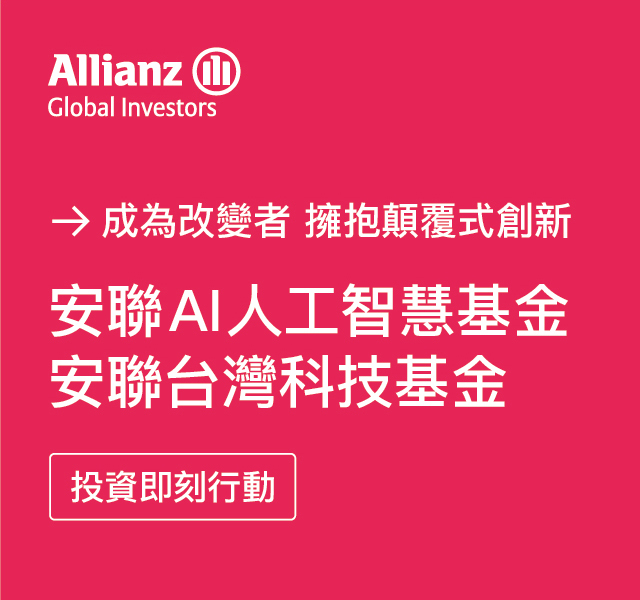 Allianz
Global Investors
→ 成為改變者 擁抱顛覆式創新
安聯AI人工智慧基金
安聯台灣科技基金
投資即刻行動